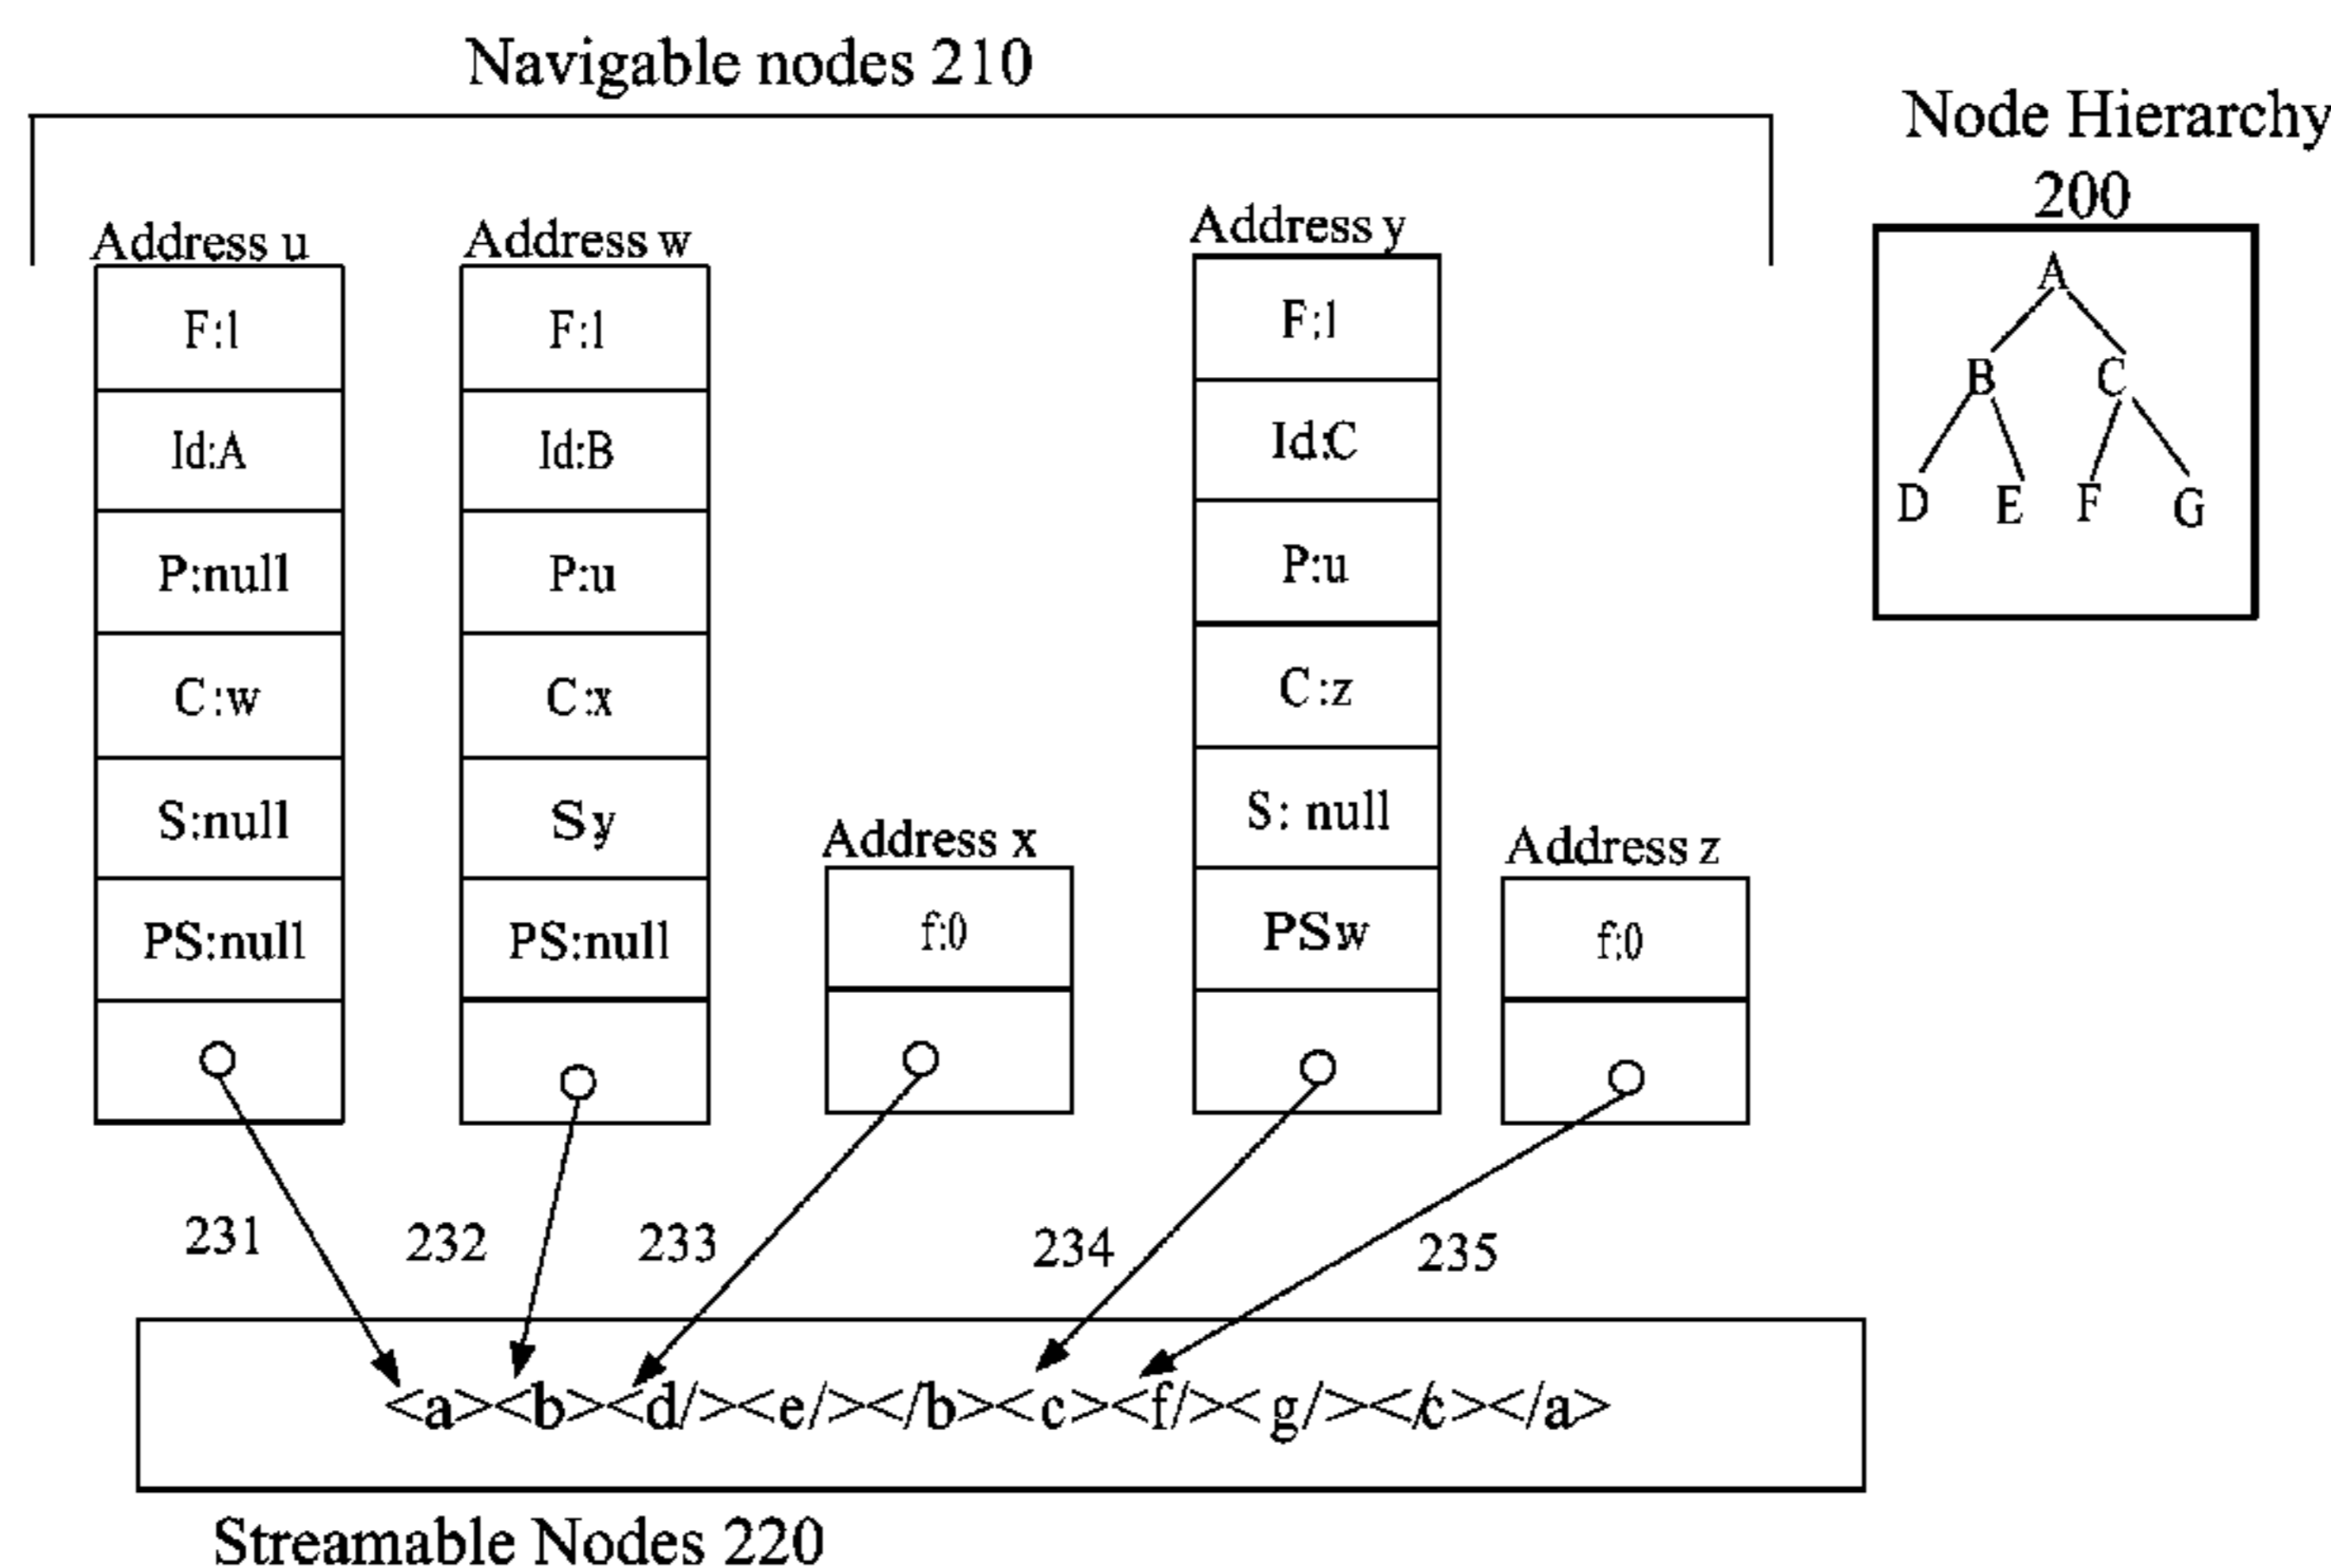 Navigable nodes 210
Node Hierarchy
200
Address u
F:1
Id:A
P:null
C:w
S:null
PS:null
Address w
F:1
Id:B
P:u
C:x
Sy
PS:null
Address x
f:0
Address y
F:1
Id:C
P:u
C:z
S: null
PSw
Address z
f:0
A
B
C
D
E
F
G
231
232
233
234
235
<a><b><d/><e/></b><c><f/><g/></c></a>
Streamable Nodes 220